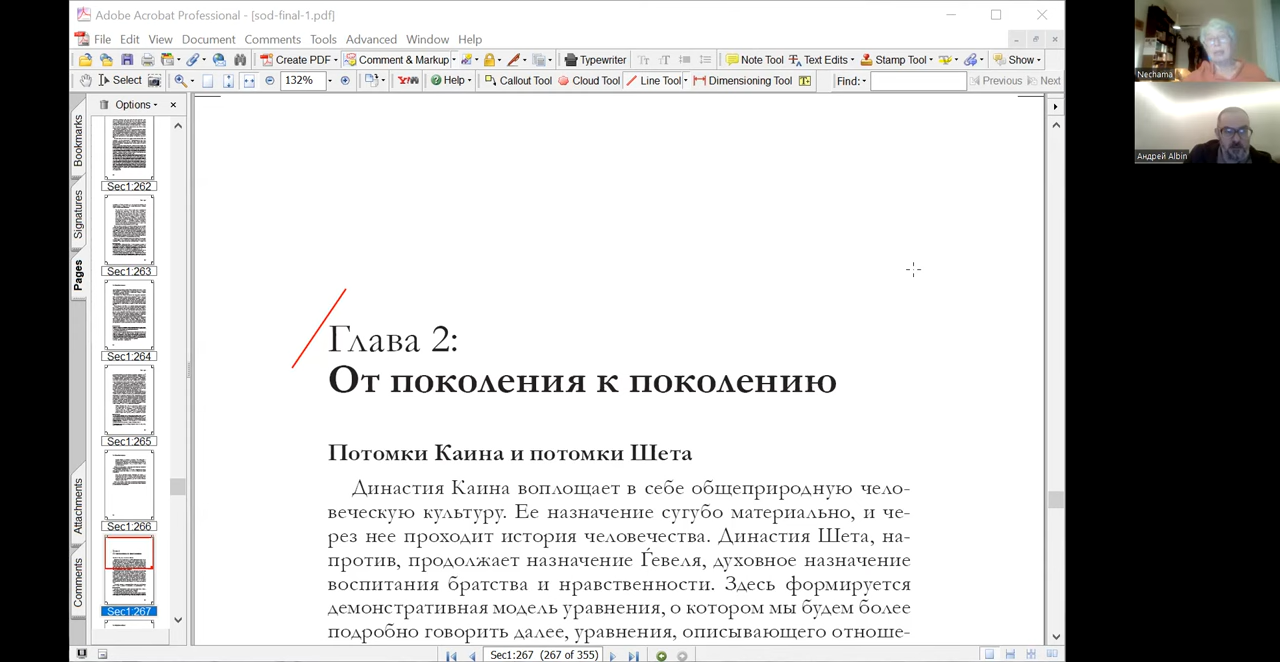 Adobe Acrobat Professional - [sod-final-1.pdf]
File Edit View Document Comments Tools Advanced Window Help
Create PDF Comment & Markup Typewriter Note Tool Text Edits Stamp Tool Show
Select 132% Help Callout Tool Cloud Tool Line Tool Dimensioning Tool Find: Previous Next
Options
Bookmarks
Signatures
Pages
Attachments
Comments
Sec1:262
Sec1:263
Sec1:264
Sec1:265
Sec1:266
Sec1:267
Глава 2:
От поколения к поколению
Потомки Каина и потомки Шета
Династия Каина воплощает в себе общеприродную чело-
веческую культуру. Ее назначение сугубо материально, и че-
рез нее проходит история человечества. Династия Шета, на-
против, продолжает назначение Ѓевеля, духовное назначение
воспитания братства и нравственности. Здесь формируется
демонстративная модель уравнения, о котором мы будем более
подробно говорить далее, уравнения, описывающего отноше-
Sec1:267 (267 of 355)
Nechama
Андрей Albin